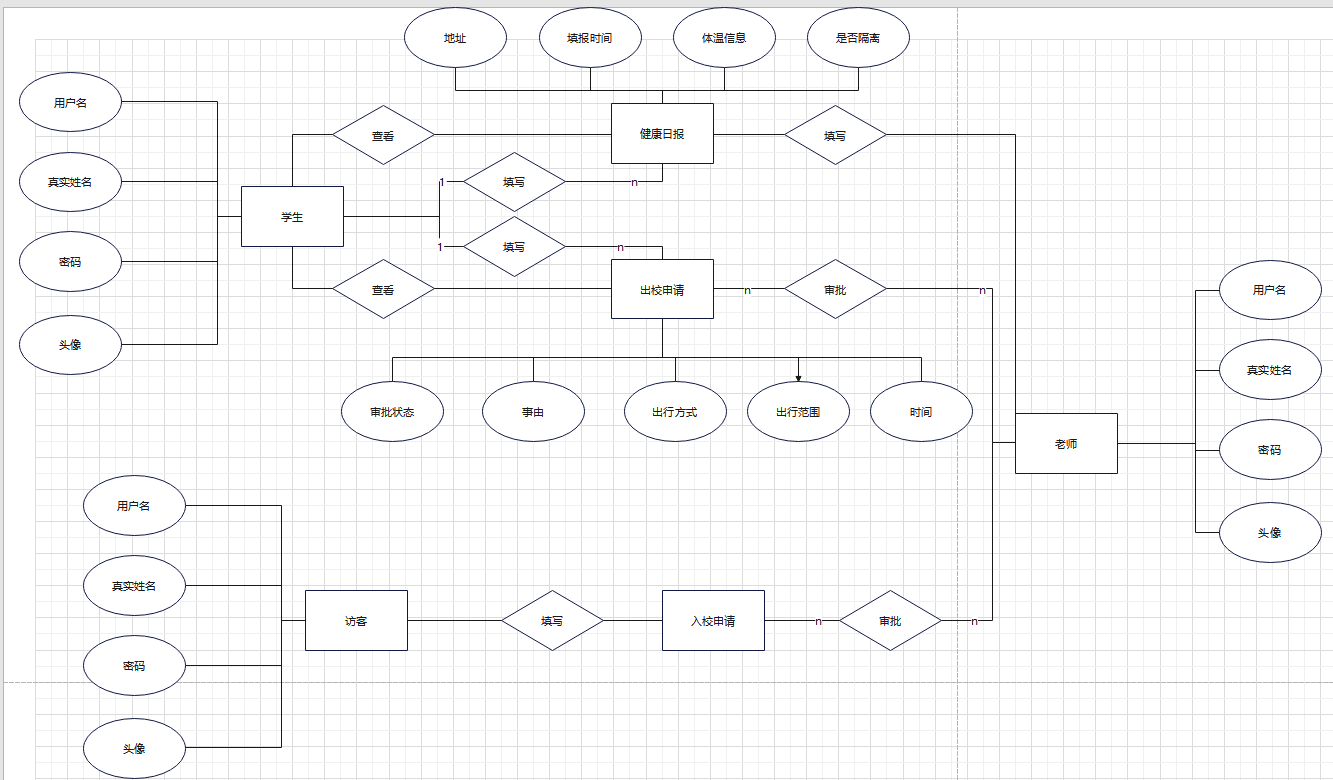 地址
填报时间
体温信息
是否隔离
用户名
健康日报
查看
填写
真实姓名
1
填写
n
学生
1
填写
n
密码
查看
出校申请
n
审批
n
用户名
头像
真实姓名
审批状态
事由
出行方式
出行范围
时间
老师
密码
用户名
头像
真实姓名
访客
填写
入校申请
n
审批
n
密码
头像